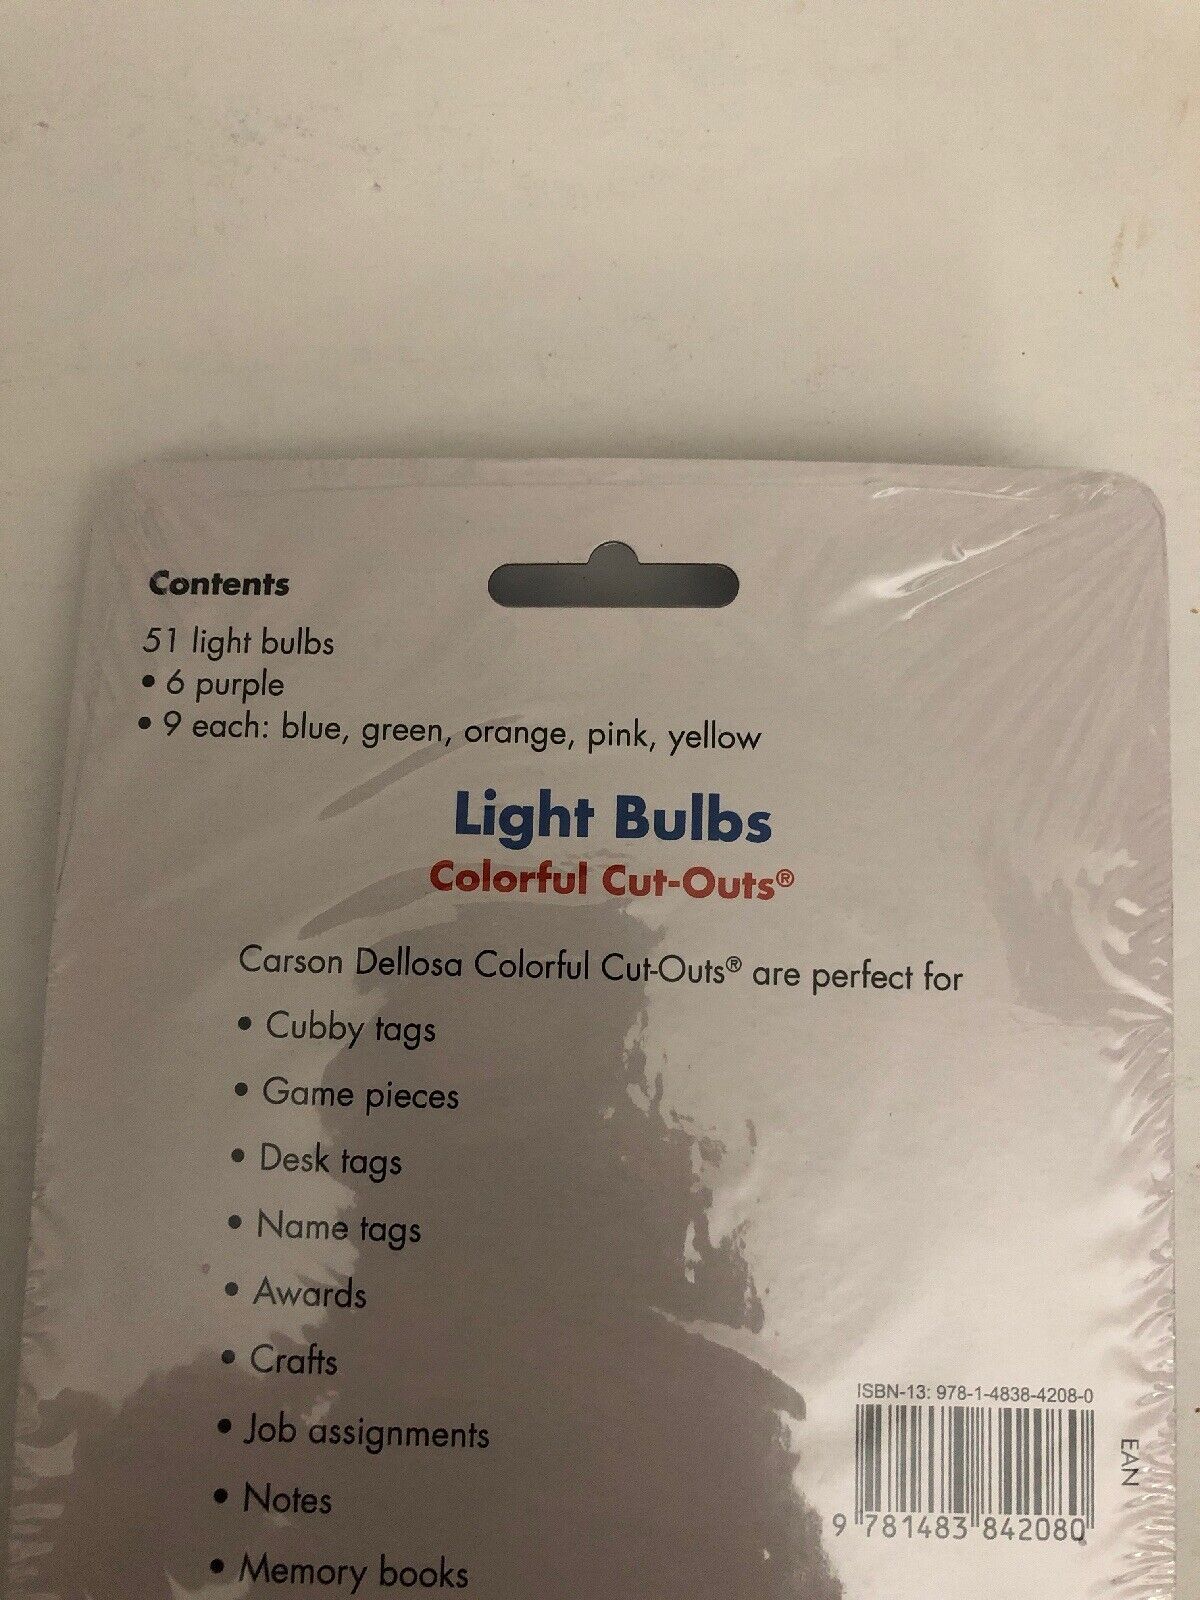 Contents
51 light bulbs
• 6 purple
• 9 each: blue, green, orange, pink, yellow
Light Bulbs
Colorful Cut-Outs®
Carson Dellosa Colorful Cut-Outs® are perfect for
• Cubby tags
• Game pieces
• Desk tags
• Name tags
• Awards
• Crafts
• Job assignments
• Notes
• Memory books
ISBN-13: 978-1-4838-4208-0
EAN
9 781483 842080